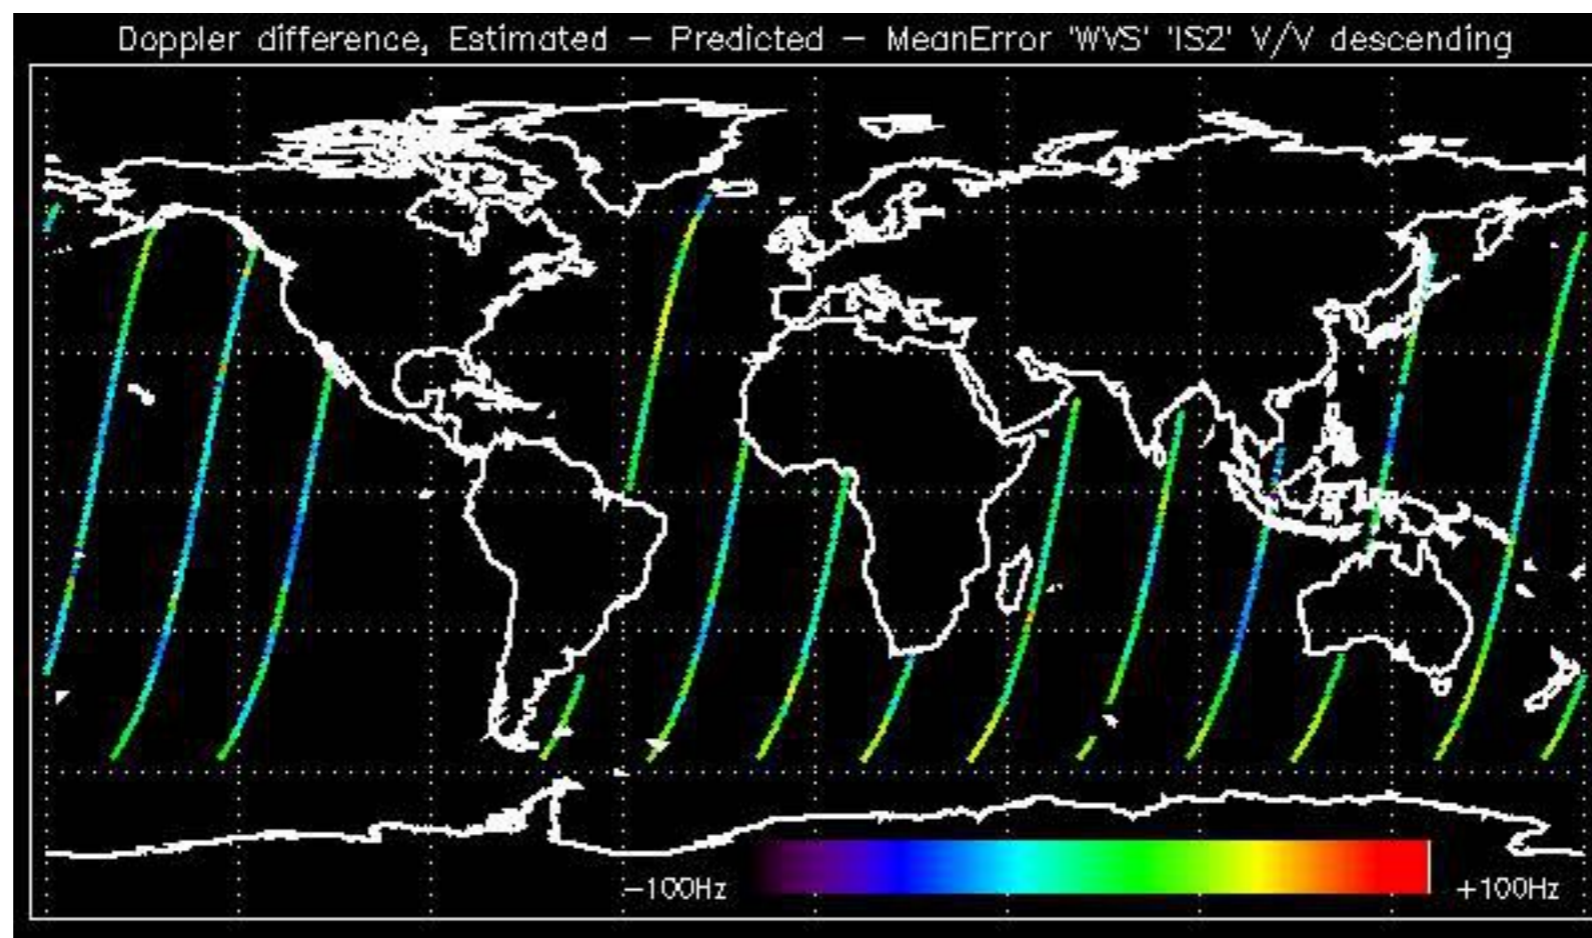 Doppler difference, Estimated – Predicted – MeanError 'WVS' 'IS2' V/V descending
–100Hz +100Hz